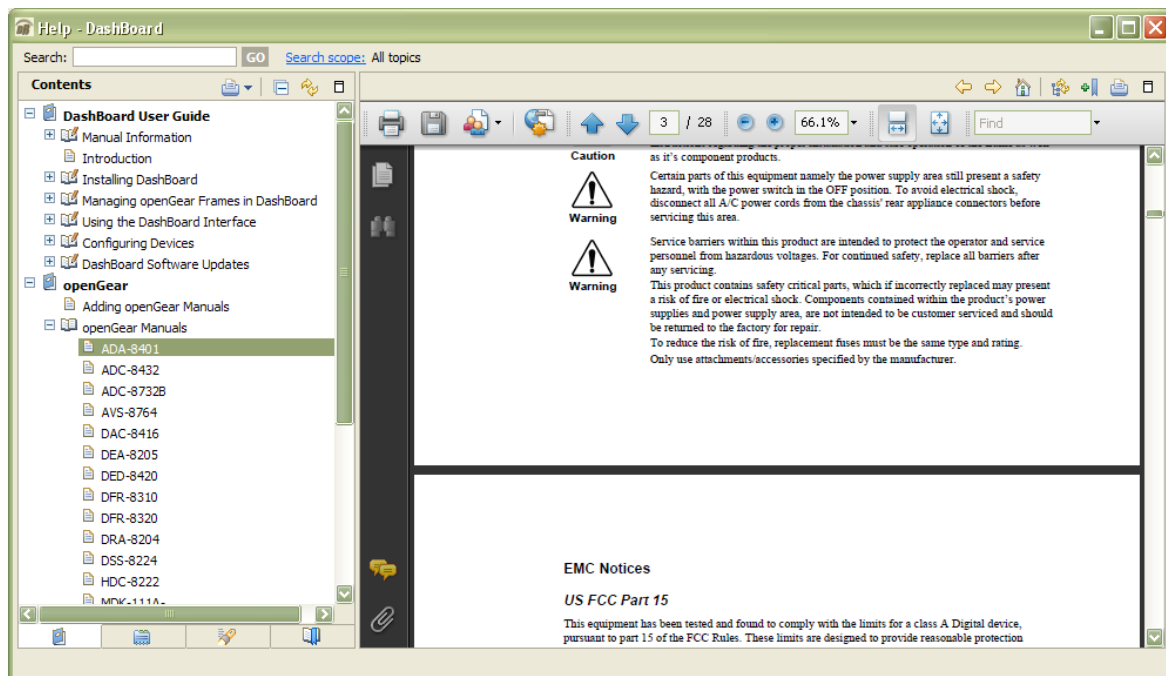 Help - DashBoard
Search: GO Search scope: All topics
Contents
DashBoard User Guide
Manual Information
Introduction
Installing DashBoard
Managing openGear Frames in DashBoard
Using the DashBoard Interface
Configuring Devices
DashBoard Software Updates
openGear
Adding openGear Manuals
openGear Manuals
ADA-8401
ADC-8432
ADC-8732B
AVS-8764
DAC-8416
DEA-8205
DED-8420
DFR-8310
DFR-8320
DRA-8204
DSS-8224
HDC-8222
MDK-111A-
3 / 28 66.1% Find
Caution
as it's component products.
Warning
Certain parts of this equipment namely the power supply area still present a safety
hazard, with the power switch in the OFF position. To avoid electrical shock,
disconnect all A/C power cords from the chassis' rear appliance connectors before
servicing this area.
Warning
Service barriers within this product are intended to protect the operator and service
personnel from hazardous voltages. For continued safety, replace all barriers after
any servicing.
This product contains safety critical parts, which if incorrectly replaced may present
a risk of fire or electrical shock. Components contained within the product's power
supplies and power supply area, are not intended to be customer serviced and should
be returned to the factory for repair.
To reduce the risk of fire, replacement fuses must be the same type and rating.
Only use attachments/accessories specified by the manufacturer.
EMC Notices
US FCC Part 15
This equipment has been tested and found to comply with the limits for a class A Digital device,
pursuant to part 15 of the FCC Rules. These limits are designed to provide reasonable protection